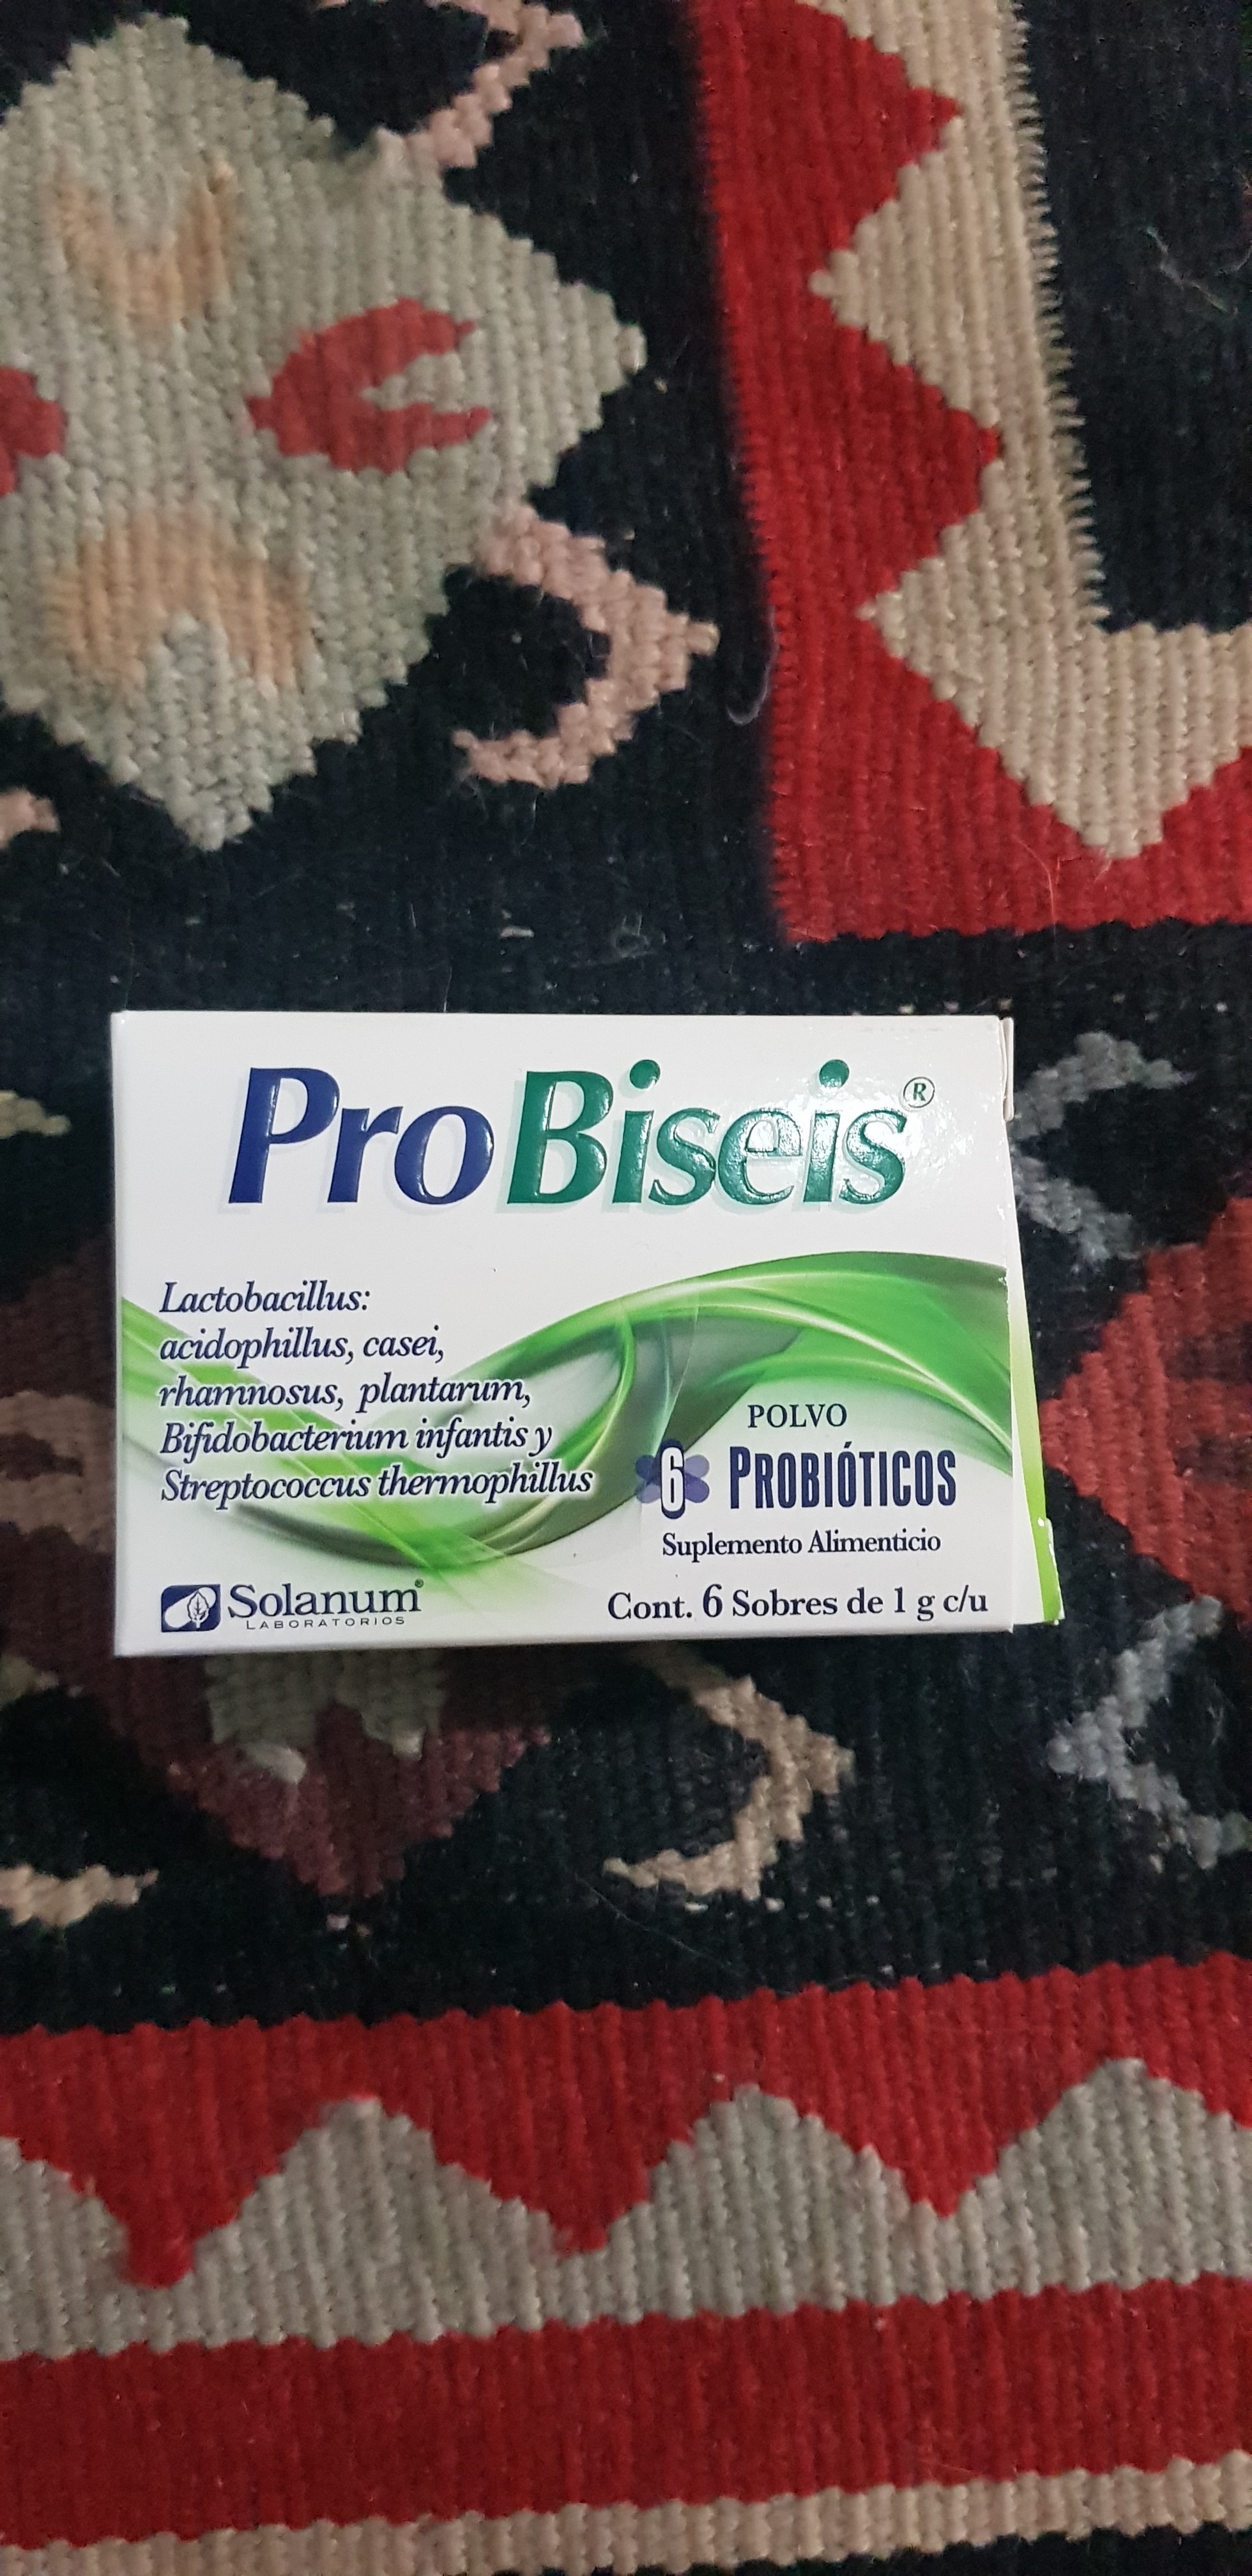 ProBiseis®
Lactobacillus:
acidophillus, casei,
rhamnosus, plantarum,
Bifidobacterium infantis y
Streptococcus thermophillus
POLVO
6 PROBIÓTICOS
Suplemento Alimenticio
Solanum®
LABORATORIOS
Cont. 6 Sobres de 1 g c/u